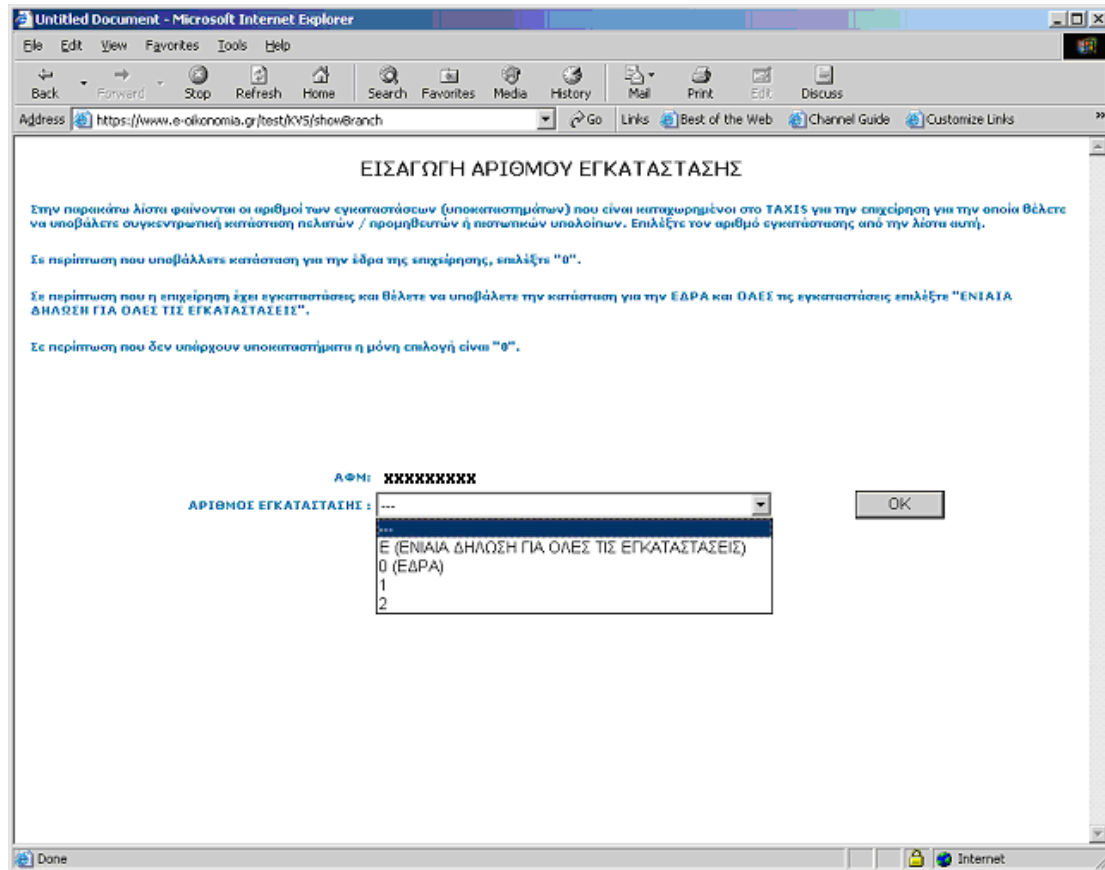 Untitled Document - Microsoft Internet Explorer
File Edit View Favorites Tools Help
Back Forward Stop Refresh Home Search Favorites Media History Mail Print Edit Discuss
Address https://www.e-oikonomia.gr/test/KVS/showBranch Go Links Best of the Web Channel Guide Customize Links »
ΕΙΣΑΓΩΓΗ ΑΡΙΘΜΟΥ ΕΓΚΑΤΑΣΤΑΣΗΣ
Στην παρακάτω λίστα φαίνονται οι αριθμοί των εγκαταστάσεων (υποκαταστημάτων) που είναι καταχωρημένοι στο TAXIS για την επιχείρηση για την οποία θέλετε
να υποβάλετε συγκεντρωτική κατάσταση πελατών / προμηθευτών ή πιστωτικών υπολοίπων. Επιλέξτε τον αριθμό εγκατάστασης από την λίστα αυτή.
Σε περίπτωση που υποβάλλετε κατάσταση για την έδρα της επιχείρησης, επιλέξτε "0".
Σε περίπτωση που η επιχείρηση έχει εγκαταστάσεις και θέλετε να υποβάλετε την κατάσταση για την ΕΔΡΑ και ΟΛΕΣ τις εγκαταστάσεις επιλέξτε "ΕΝΙΑΙΑ
ΔΗΛΩΣΗ ΓΙΑ ΟΛΕΣ ΤΙΣ ΕΓΚΑΤΑΣΤΑΣΕΙΣ".
Σε περίπτωση που δεν υπάρχουν υποκαταστήματα η μόνη επιλογή είναι "0".
ΑΦΜ: XXXXXXXXX
ΑΡΙΘΜΟΣ ΕΓΚΑΤΑΣΤΑΣΗΣ : --- OK
---
Ε (ΕΝΙΑΙΑ ΔΗΛΩΣΗ ΓΙΑ ΟΛΕΣ ΤΙΣ ΕΓΚΑΤΑΣΤΑΣΕΙΣ)
0 (ΕΔΡΑ)
1
2
Done Internet